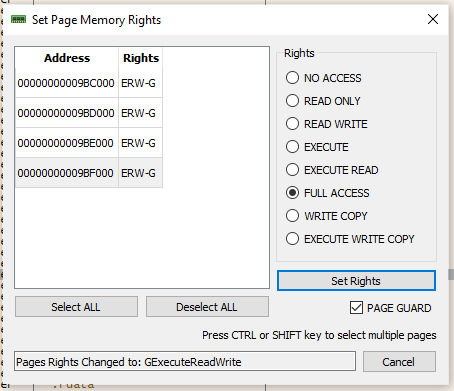 Set Page Memory Rights
Address Rights
00000000009BC000 ERW-G
00000000009BD000 ERW-G
00000000009BE000 ERW-G
00000000009BF000 ERW-G
Rights
NO ACCESS
READ ONLY
READ WRITE
EXECUTE
EXECUTE READ
FULL ACCESS
WRITE COPY
EXECUTE WRITE COPY
Set Rights
Select ALL
Deselect ALL
PAGE GUARD
Press CTRL or SHIFT key to select multiple pages
Pages Rights Changed to: GExecuteReadWrite
Cancel